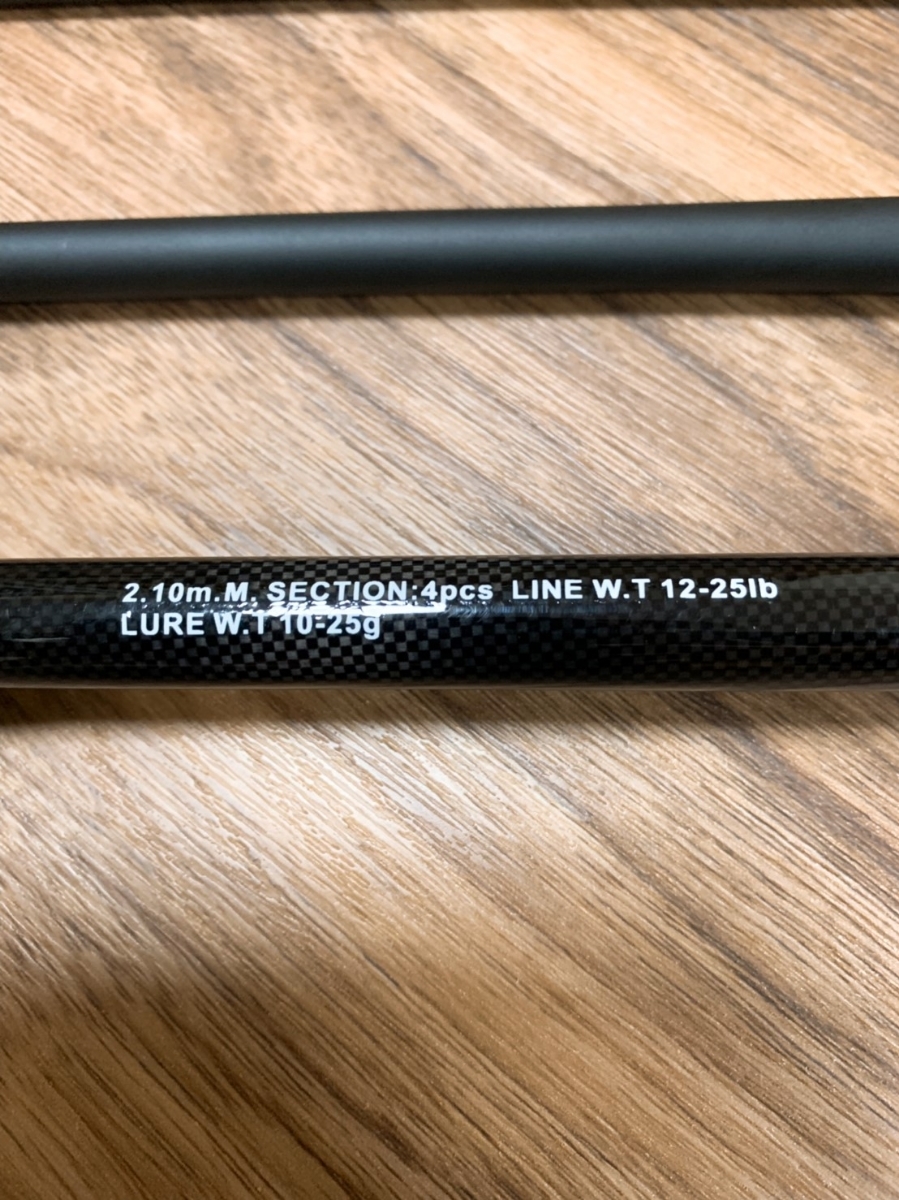 2.10m.M. SECTION:4pcs LINE W.T 12-25lb
LURE W.T 10-25g